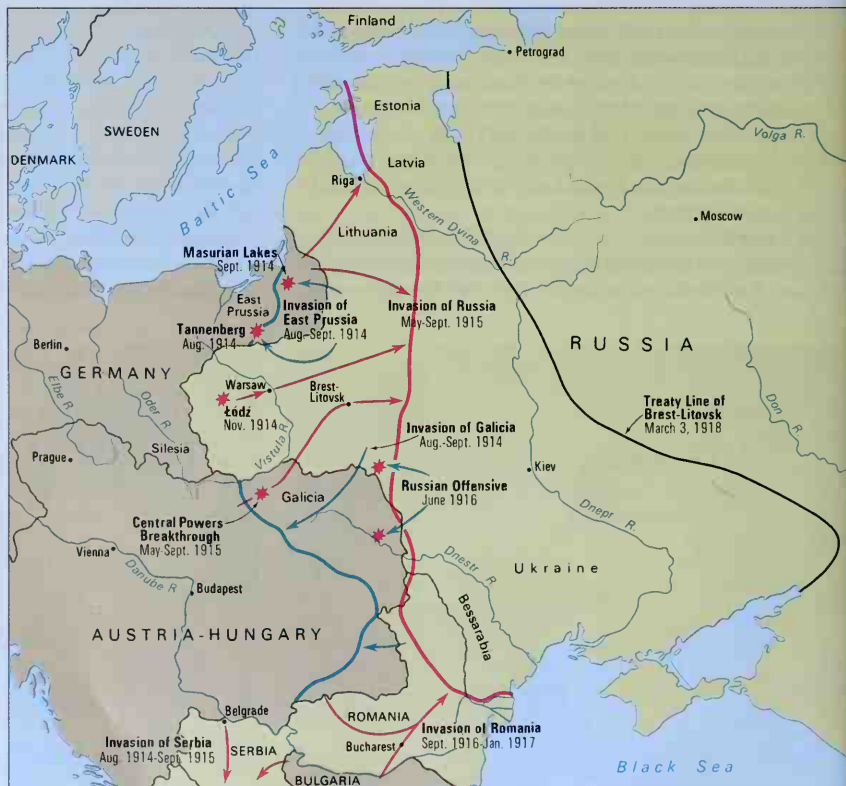 Finland
Petrograd
Estonia
SWEDEN
Volga R.
DENMARK
Baltic Sea
Latvia
Riga
Western Dvina R.
Moscow
Lithuania
Masurian Lakes
Sept. 1914
East
Prussia
Invasion of
East Prussia
Aug.-Sept. 1914
Invasion of Russia
May-Sept. 1915
Tannenberg
Aug. 1914
Berlin
GERMANY
RUSSIA
Elbe R.
Oder R.
Warsaw
Łódź
Nov. 1914
Brest-
Litovsk
Vistula R.
Treaty Line of
Brest-Litovsk
March 3, 1918
Don R.
Invasion of Galicia
Aug.-Sept. 1914
Silesia
Prague
Kiev
Galicia
Russian Offensive
June 1916
Central Powers
Breakthrough
May-Sept. 1915
Dnepr R.
Vienna
Danube R
Dnestr R.
Ukraine
Budapest
Bessarabia
AUSTRIA-HUNGARY
Belgrade
ROMANIA
Invasion of Serbia
Aug 1914-Sept. 1915
SERBIA
Bucharest
Invasion of Romania
Sept. 1916-Jan. 1917
BULGARIA
Black Sea